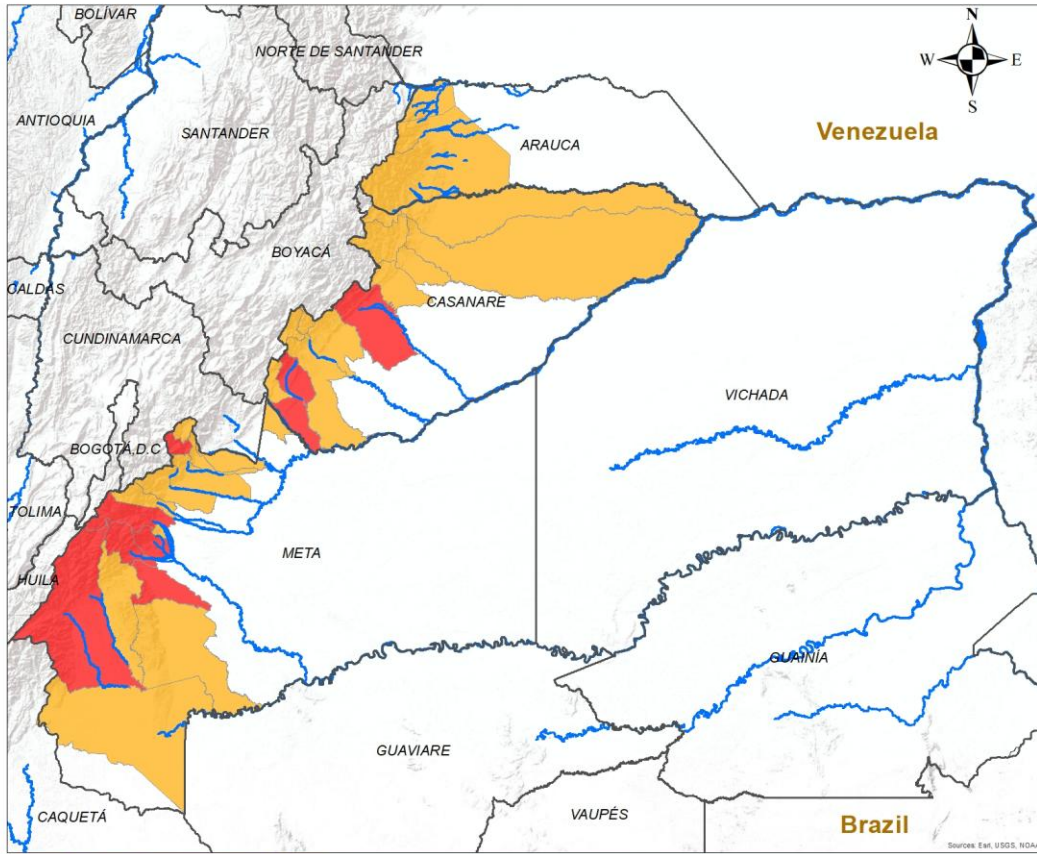 BOLÍVAR
NORTE DE SANTANDER
N
W E
S
ANTIOQUIA
SANTANDER
ARAUCA
Venezuela
BOYACÁ
CALDAS
CASANARE
CUNDINAMARCA
VICHADA
BOGOTÁ.D.C
TOLIMA
META
HUILA
GUAINÍA
GUAVIARE
CAQUETÁ
VAUPÉS
Brazil
Sources: Esri, USGS, NOAA